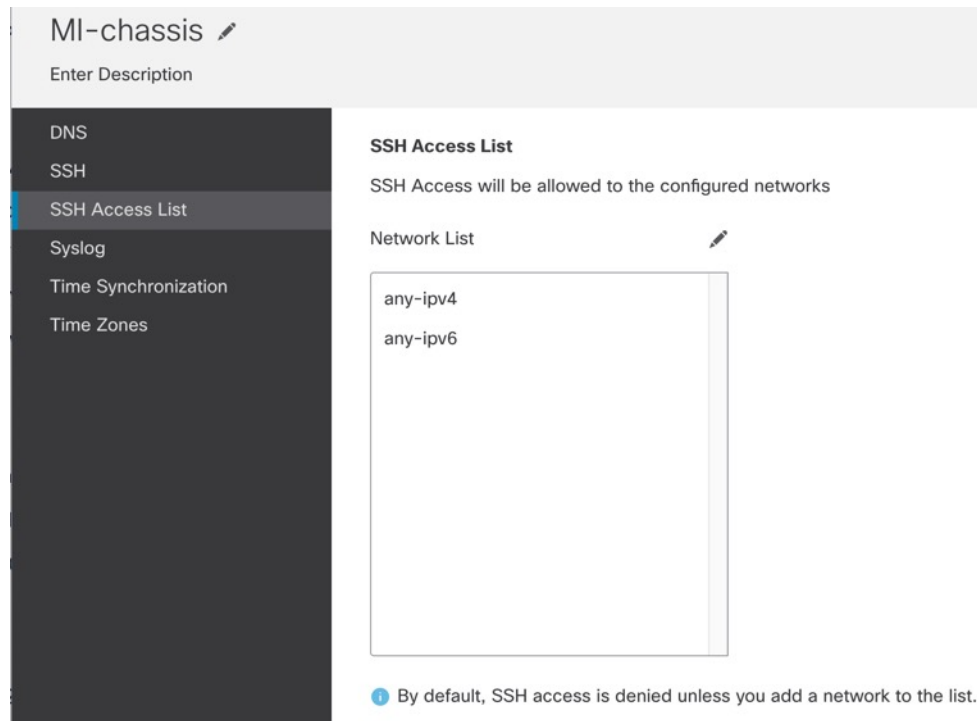 MI-chassis
Enter Description
DNS
SSH
SSH Access List
Syslog
Time Synchronization
Time Zones
SSH Access List
SSH Access will be allowed to the configured networks
Network List
any-ipv4
any-ipv6
By default, SSH access is denied unless you add a network to the list.